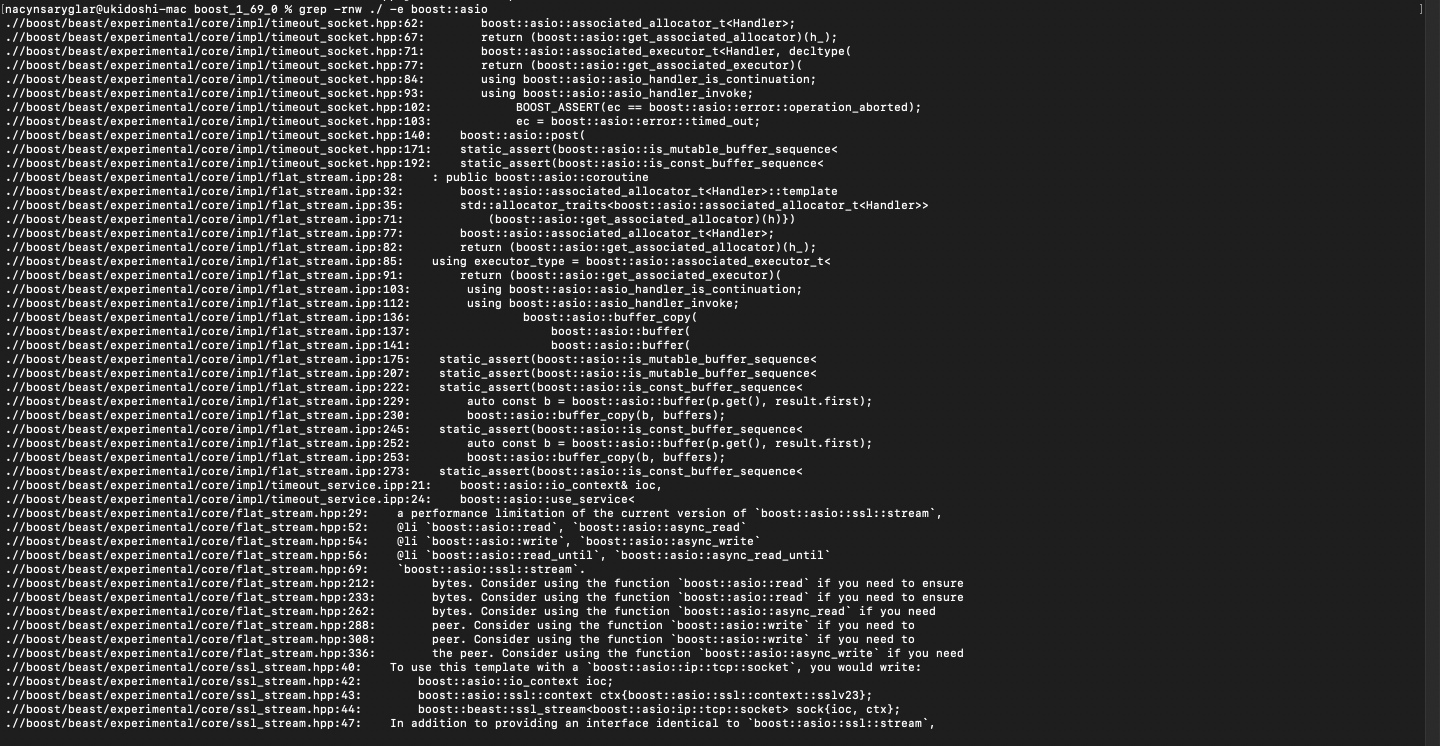 [nacynsaryglar@ukidoshi-mac boost_1_69_0 % grep -rnw ./ -e boost::asio ]
.//boost/beast/experimental/core/impl/timeout_socket.hpp:62:        boost::asio::associated_allocator_t<Handler>;
.//boost/beast/experimental/core/impl/timeout_socket.hpp:67:        return (boost::asio::get_associated_allocator)(h_);
.//boost/beast/experimental/core/impl/timeout_socket.hpp:71:        boost::asio::associated_executor_t<Handler, decltype(
.//boost/beast/experimental/core/impl/timeout_socket.hpp:77:        return (boost::asio::get_associated_executor)(
.//boost/beast/experimental/core/impl/timeout_socket.hpp:84:        using boost::asio::asio_handler_is_continuation;
.//boost/beast/experimental/core/impl/timeout_socket.hpp:93:        using boost::asio::asio_handler_invoke;
.//boost/beast/experimental/core/impl/timeout_socket.hpp:102:            BOOST_ASSERT(ec == boost::asio::error::operation_aborted);
.//boost/beast/experimental/core/impl/timeout_socket.hpp:103:            ec = boost::asio::error::timed_out;
.//boost/beast/experimental/core/impl/timeout_socket.hpp:140:    boost::asio::post(
.//boost/beast/experimental/core/impl/timeout_socket.hpp:171:    static_assert(boost::asio::is_mutable_buffer_sequence<
.//boost/beast/experimental/core/impl/timeout_socket.hpp:192:    static_assert(boost::asio::is_const_buffer_sequence<
.//boost/beast/experimental/core/impl/flat_stream.ipp:28:    : public boost::asio::coroutine
.//boost/beast/experimental/core/impl/flat_stream.ipp:32:        boost::asio::associated_allocator_t<Handler>::template
.//boost/beast/experimental/core/impl/flat_stream.ipp:35:        std::allocator_traits<boost::asio::associated_allocator_t<Handler>>
.//boost/beast/experimental/core/impl/flat_stream.ipp:71:            (boost::asio::get_associated_allocator)(h)})
.//boost/beast/experimental/core/impl/flat_stream.ipp:77:        boost::asio::associated_allocator_t<Handler>;
.//boost/beast/experimental/core/impl/flat_stream.ipp:82:        return (boost::asio::get_associated_allocator)(h_);
.//boost/beast/experimental/core/impl/flat_stream.ipp:85:    using executor_type = boost::asio::associated_executor_t<
.//boost/beast/experimental/core/impl/flat_stream.ipp:91:        return (boost::asio::get_associated_executor)(
.//boost/beast/experimental/core/impl/flat_stream.ipp:103:        using boost::asio::asio_handler_is_continuation;
.//boost/beast/experimental/core/impl/flat_stream.ipp:112:        using boost::asio::asio_handler_invoke;
.//boost/beast/experimental/core/impl/flat_stream.ipp:136:                boost::asio::buffer_copy(
.//boost/beast/experimental/core/impl/flat_stream.ipp:137:                    boost::asio::buffer(
.//boost/beast/experimental/core/impl/flat_stream.ipp:141:                    boost::asio::buffer(
.//boost/beast/experimental/core/impl/flat_stream.ipp:175:    static_assert(boost::asio::is_mutable_buffer_sequence<
.//boost/beast/experimental/core/impl/flat_stream.ipp:207:    static_assert(boost::asio::is_mutable_buffer_sequence<
.//boost/beast/experimental/core/impl/flat_stream.ipp:222:    static_assert(boost::asio::is_const_buffer_sequence<
.//boost/beast/experimental/core/impl/flat_stream.ipp:229:        auto const b = boost::asio::buffer(p.get(), result.first);
.//boost/beast/experimental/core/impl/flat_stream.ipp:230:        boost::asio::buffer_copy(b, buffers);
.//boost/beast/experimental/core/impl/flat_stream.ipp:245:    static_assert(boost::asio::is_const_buffer_sequence<
.//boost/beast/experimental/core/impl/flat_stream.ipp:252:        auto const b = boost::asio::buffer(p.get(), result.first);
.//boost/beast/experimental/core/impl/flat_stream.ipp:253:        boost::asio::buffer_copy(b, buffers);
.//boost/beast/experimental/core/impl/flat_stream.ipp:273:    static_assert(boost::asio::is_const_buffer_sequence<
.//boost/beast/experimental/core/impl/timeout_service.ipp:21:    boost::asio::io_context& ioc,
.//boost/beast/experimental/core/impl/timeout_service.ipp:24:    boost::asio::use_service<
.//boost/beast/experimental/core/flat_stream.hpp:29:    a performance limitation of the current version of `boost::asio::ssl::stream`,
.//boost/beast/experimental/core/flat_stream.hpp:52:    @li `boost::asio::read`, `boost::asio::async_read`
.//boost/beast/experimental/core/flat_stream.hpp:54:    @li `boost::asio::write`, `boost::asio::async_write`
.//boost/beast/experimental/core/flat_stream.hpp:56:    @li `boost::asio::read_until`, `boost::asio::async_read_until`
.//boost/beast/experimental/core/flat_stream.hpp:69:    `boost::asio::ssl::stream`.
.//boost/beast/experimental/core/flat_stream.hpp:212:        bytes. Consider using the function `boost::asio::read` if you need to ensure
.//boost/beast/experimental/core/flat_stream.hpp:233:        bytes. Consider using the function `boost::asio::read` if you need to ensure
.//boost/beast/experimental/core/flat_stream.hpp:262:        bytes. Consider using the function `boost::asio::async_read` if you need
.//boost/beast/experimental/core/flat_stream.hpp:288:        peer. Consider using the function `boost::asio::write` if you need to
.//boost/beast/experimental/core/flat_stream.hpp:308:        peer. Consider using the function `boost::asio::write` if you need to
.//boost/beast/experimental/core/flat_stream.hpp:336:        the peer. Consider using the function `boost::asio::async_write` if you need
.//boost/beast/experimental/core/ssl_stream.hpp:40:    To use this template with a `boost::asio::ip::tcp::socket`, you would write:
.//boost/beast/experimental/core/ssl_stream.hpp:42:        boost::asio::io_context ioc;
.//boost/beast/experimental/core/ssl_stream.hpp:43:        boost::asio::ssl::context ctx{boost::asio::ssl::context::sslv23};
.//boost/beast/experimental/core/ssl_stream.hpp:44:        boost::beast::ssl_stream<boost::asio:ip::tcp::socket> sock{ioc, ctx};
.//boost/beast/experimental/core/ssl_stream.hpp:47:    In addition to providing an interface identical to `boost::asio::ssl::stream`,